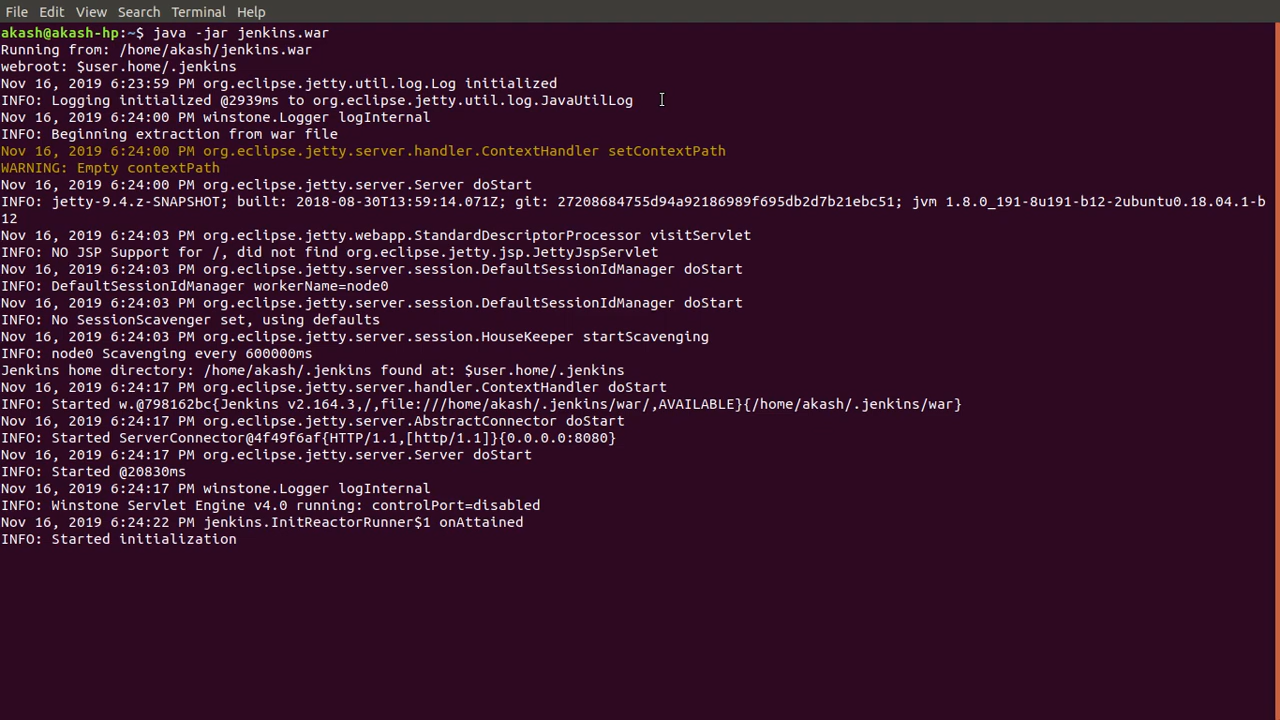 File Edit View Search Terminal Help
akash@akash-hp:~$ java -jar jenkins.war
Running from: /home/akash/jenkins.war
webroot: $user.home/.jenkins
Nov 16, 2019 6:23:59 PM org.eclipse.jetty.util.log.Log initialized
INFO: Logging initialized @2939ms to org.eclipse.jetty.util.log.JavaUtilLog
Nov 16, 2019 6:24:00 PM winstone.Logger logInternal
INFO: Beginning extraction from war file
Nov 16, 2019 6:24:00 PM org.eclipse.jetty.server.handler.ContextHandler setContextPath
WARNING: Empty contextPath
Nov 16, 2019 6:24:00 PM org.eclipse.jetty.server.Server doStart
INFO: jetty-9.4.z-SNAPSHOT; built: 2018-08-30T13:59:14.071Z; git: 27208684755d94a92186989f695db2d7b21ebc51; jvm 1.8.0_191-8u191-b12-2ubuntu0.18.04.1-b
12
Nov 16, 2019 6:24:03 PM org.eclipse.jetty.webapp.StandardDescriptorProcessor visitServlet
INFO: NO JSP Support for /, did not find org.eclipse.jetty.jsp.JettyJspServlet
Nov 16, 2019 6:24:03 PM org.eclipse.jetty.server.session.DefaultSessionIdManager doStart
INFO: DefaultSessionIdManager workerName=node0
Nov 16, 2019 6:24:03 PM org.eclipse.jetty.server.session.DefaultSessionIdManager doStart
INFO: No SessionScavenger set, using defaults
Nov 16, 2019 6:24:03 PM org.eclipse.jetty.server.session.HouseKeeper startScavenging
INFO: node0 Scavenging every 600000ms
Jenkins home directory: /home/akash/.jenkins found at: $user.home/.jenkins
Nov 16, 2019 6:24:17 PM org.eclipse.jetty.server.handler.ContextHandler doStart
INFO: Started w.@798162bc{Jenkins v2.164.3,/,file:///home/akash/.jenkins/war/,AVAILABLE}{/home/akash/.jenkins/war}
Nov 16, 2019 6:24:17 PM org.eclipse.jetty.server.AbstractConnector doStart
INFO: Started ServerConnector@4f49f6af{HTTP/1.1,[http/1.1]}{0.0.0.0:8080}
Nov 16, 2019 6:24:17 PM org.eclipse.jetty.server.Server doStart
INFO: Started @20830ms
Nov 16, 2019 6:24:17 PM winstone.Logger logInternal
INFO: Winstone Servlet Engine v4.0 running: controlPort=disabled
Nov 16, 2019 6:24:22 PM jenkins.InitReactorRunner$1 onAttained
INFO: Started initialization